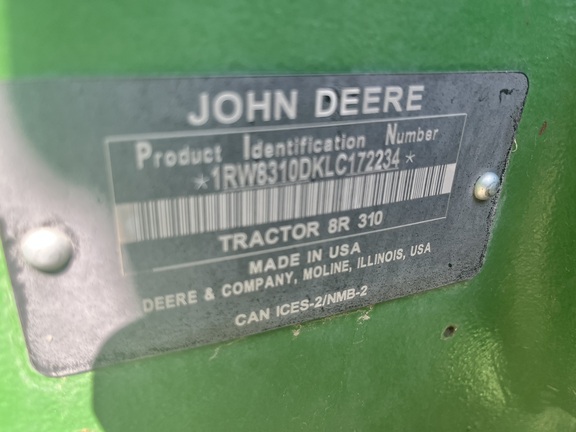 JOHN DEERE
Product Identification Number
*1RW8310DKLC172234*
TRACTOR 8R 310
MADE IN USA
DEERE & COMPANY, MOLINE, ILLINOIS, USA
CAN ICES-2/NMB-2